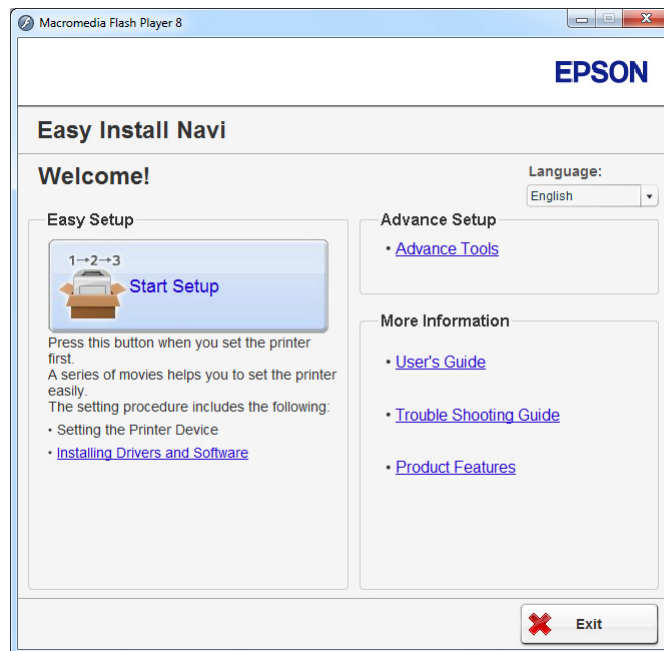 Macromedia Flash Player 8
EPSON
Easy Install Navi
Welcome!
Language:
English
Easy Setup
1→2→3
Start Setup
Press this button when you set the printer
first.
A series of movies helps you to set the printer
easily.
The setting procedure includes the following:
• Setting the Printer Device
• Installing Drivers and Software
Advance Setup
• Advance Tools
More Information
• User's Guide
• Trouble Shooting Guide
• Product Features
Exit